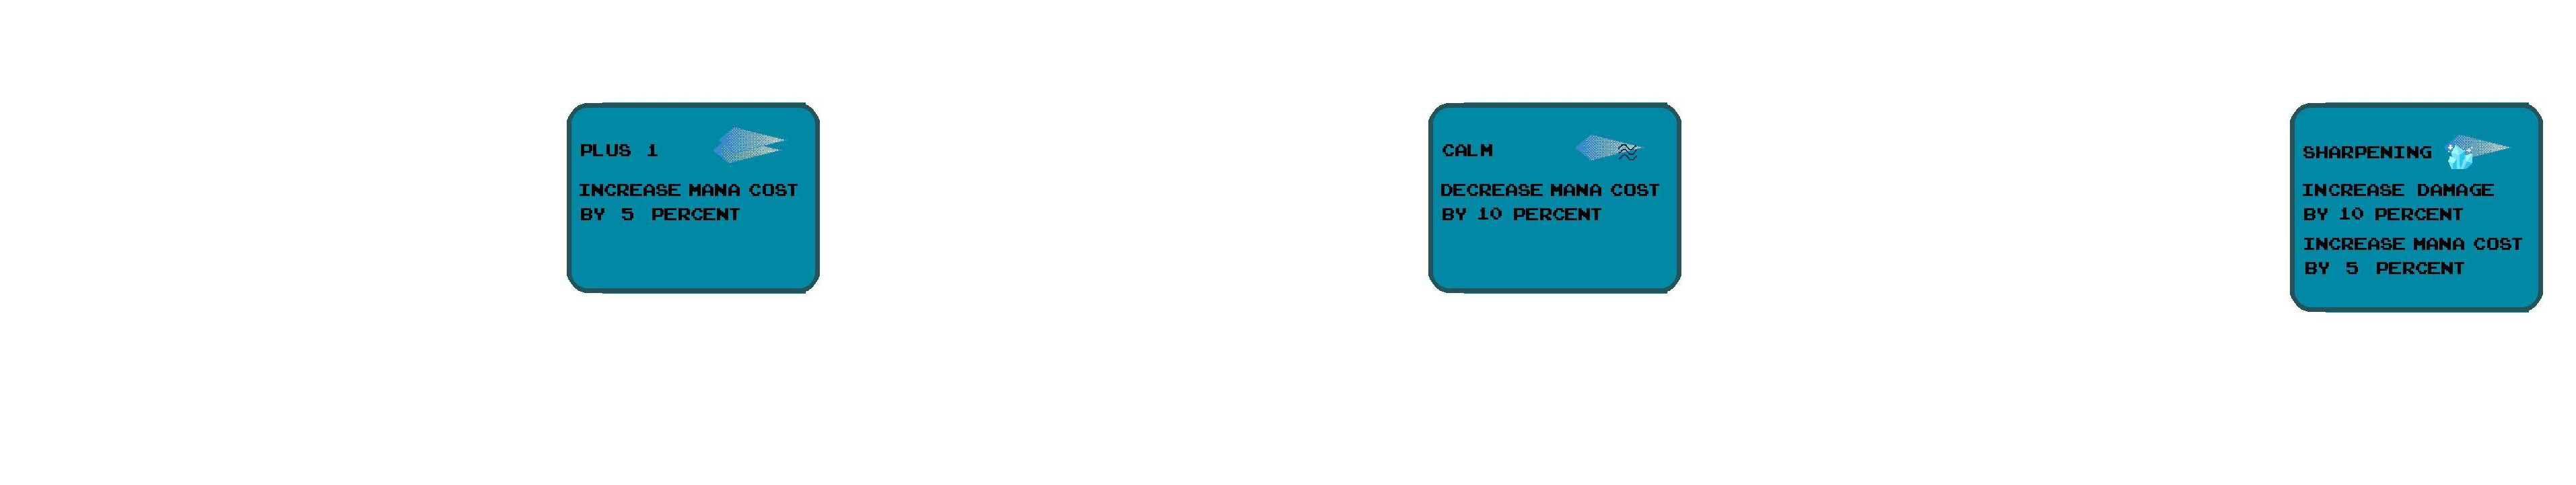 PLUS 1
INCREASE MANA COST
BY 5 PERCENT
CALM
DECREASE MANA COST
BY 10 PERCENT
SHARPENING
INCREASE DAMAGE
BY 10 PERCENT
INCREASE MANA COST
BY 5 PERCENT